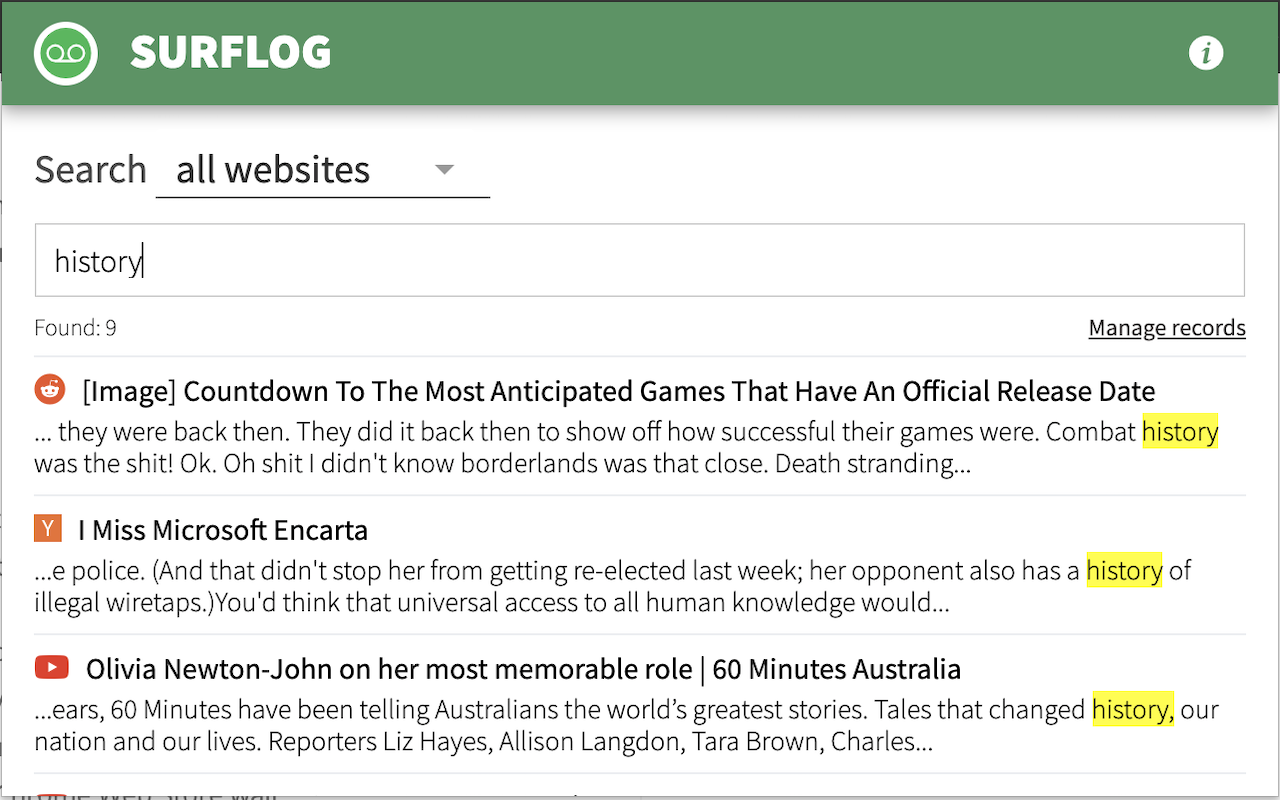 SURFLOG
i
Search all websites
history
Found: 9
Manage records
[Image] Countdown To The Most Anticipated Games That Have An Official Release Date
... they were back then. They did it back then to show off how successful their games were. Combat history
was the shit! Ok. Oh shit I didn't know borderlands was that close. Death stranding...
Y I Miss Microsoft Encarta
...e police. (And that didn't stop her from getting re-elected last week; her opponent also has a history of
illegal wiretaps.)You'd think that universal access to all human knowledge would...
Olivia Newton-John on her most memorable role | 60 Minutes Australia
...ears, 60 Minutes have been telling Australians the world’s greatest stories. Tales that changed history, our
nation and our lives. Reporters Liz Hayes, Allison Langdon, Tara Brown, Charles...